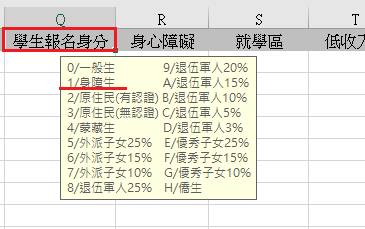 Q R S T
學生報名身分 身心障礙 就學區 低收
0/一般生 9/退伍軍人20%
1/身障生 A/退伍軍人15%
2/原住民(有認證) B/退伍軍人10%
3/原住民(無認證) C/退伍軍人5%
4/蒙藏生 D/退伍軍人3%
5/外派子女25% E/優秀子女25%
6/外派子女15% F/優秀子女15%
7/外派子女10% G/優秀子女10%
8/退伍軍人25% H/僑生